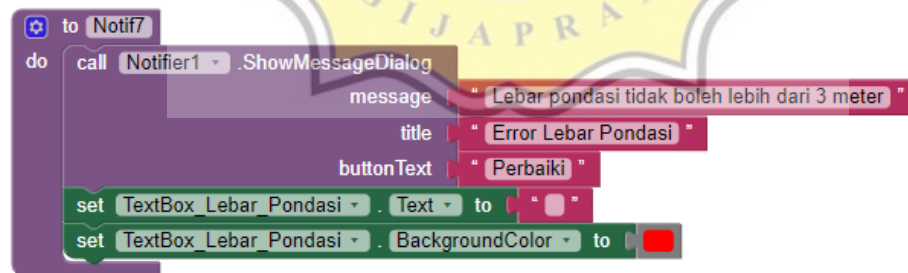 IJAPRA
to Notif7
do call Notifier1 .ShowMessageDialog
message " Lebar pondasi tidak boleh lebih dari 3 meter "
title " Error Lebar Pondasi "
buttonText " Perbaiki "
set TextBox_Lebar_Pondasi . Text to " "
set TextBox_Lebar_Pondasi . BackgroundColor to